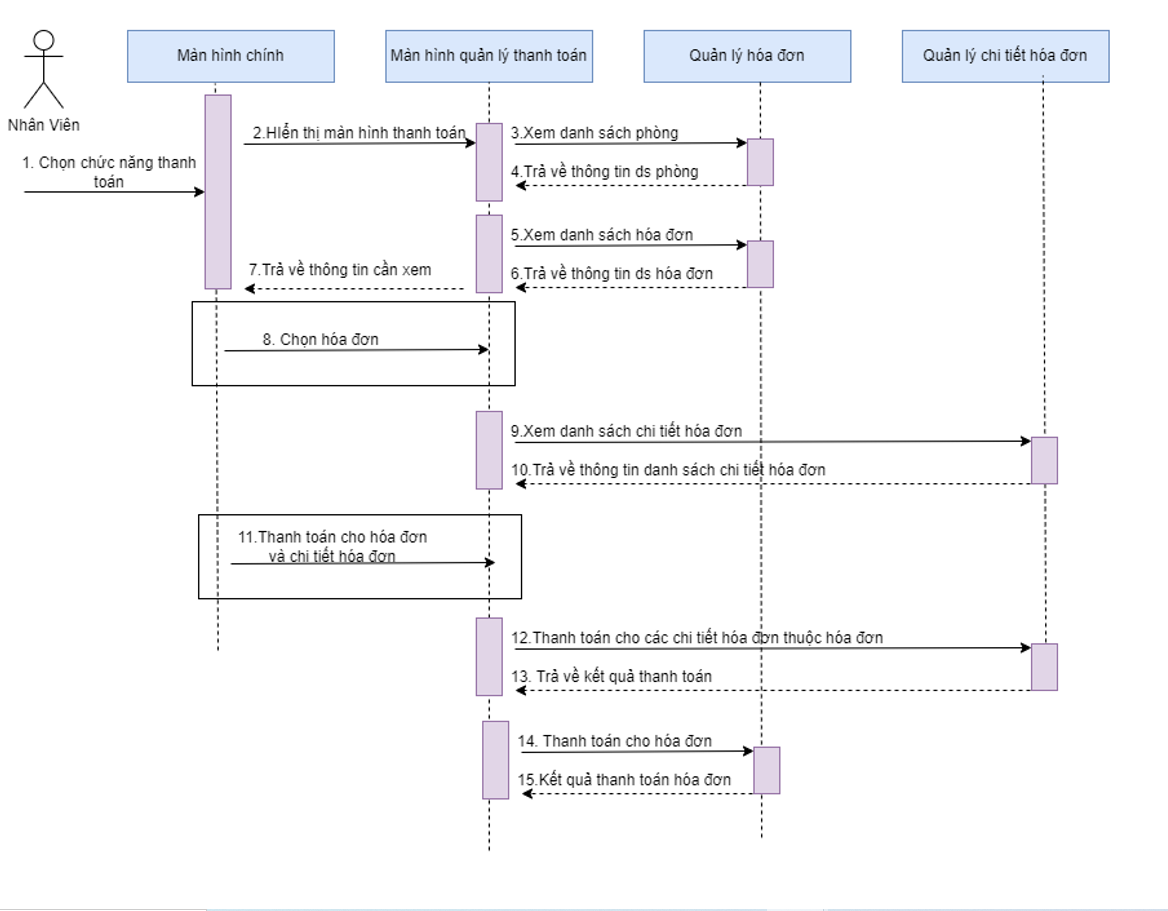 Màn hình chính
Màn hình quản lý thanh toán
Quản lý hóa đơn
Quản lý chi tiết hóa đơn
Nhân Viên
1. Chọn chức năng thanh
toán
2.HIển thị màn hình thanh toán
3.Xem danh sách phòng
4.Trả về thông tin ds phòng
5.Xem danh sách hóa đơn
6.Trả về thông tin ds hóa đơn
7.Trả về thông tin cần xem
8. Chọn hóa đơn
9.Xem danh sách chi tiết hóa đơn
10.Trả về thông tin danh sách chi tiết hóa đơn
11.Thanh toán cho hóa đơn
và chi tiết hóa đơn
12.Thanh toán cho các chi tiết hóa đơn thuộc hóa đơn
13. Trả về kết quả thanh toán
14. Thanh toán cho hóa đơn
15.Kết quả thanh toán hóa đơn